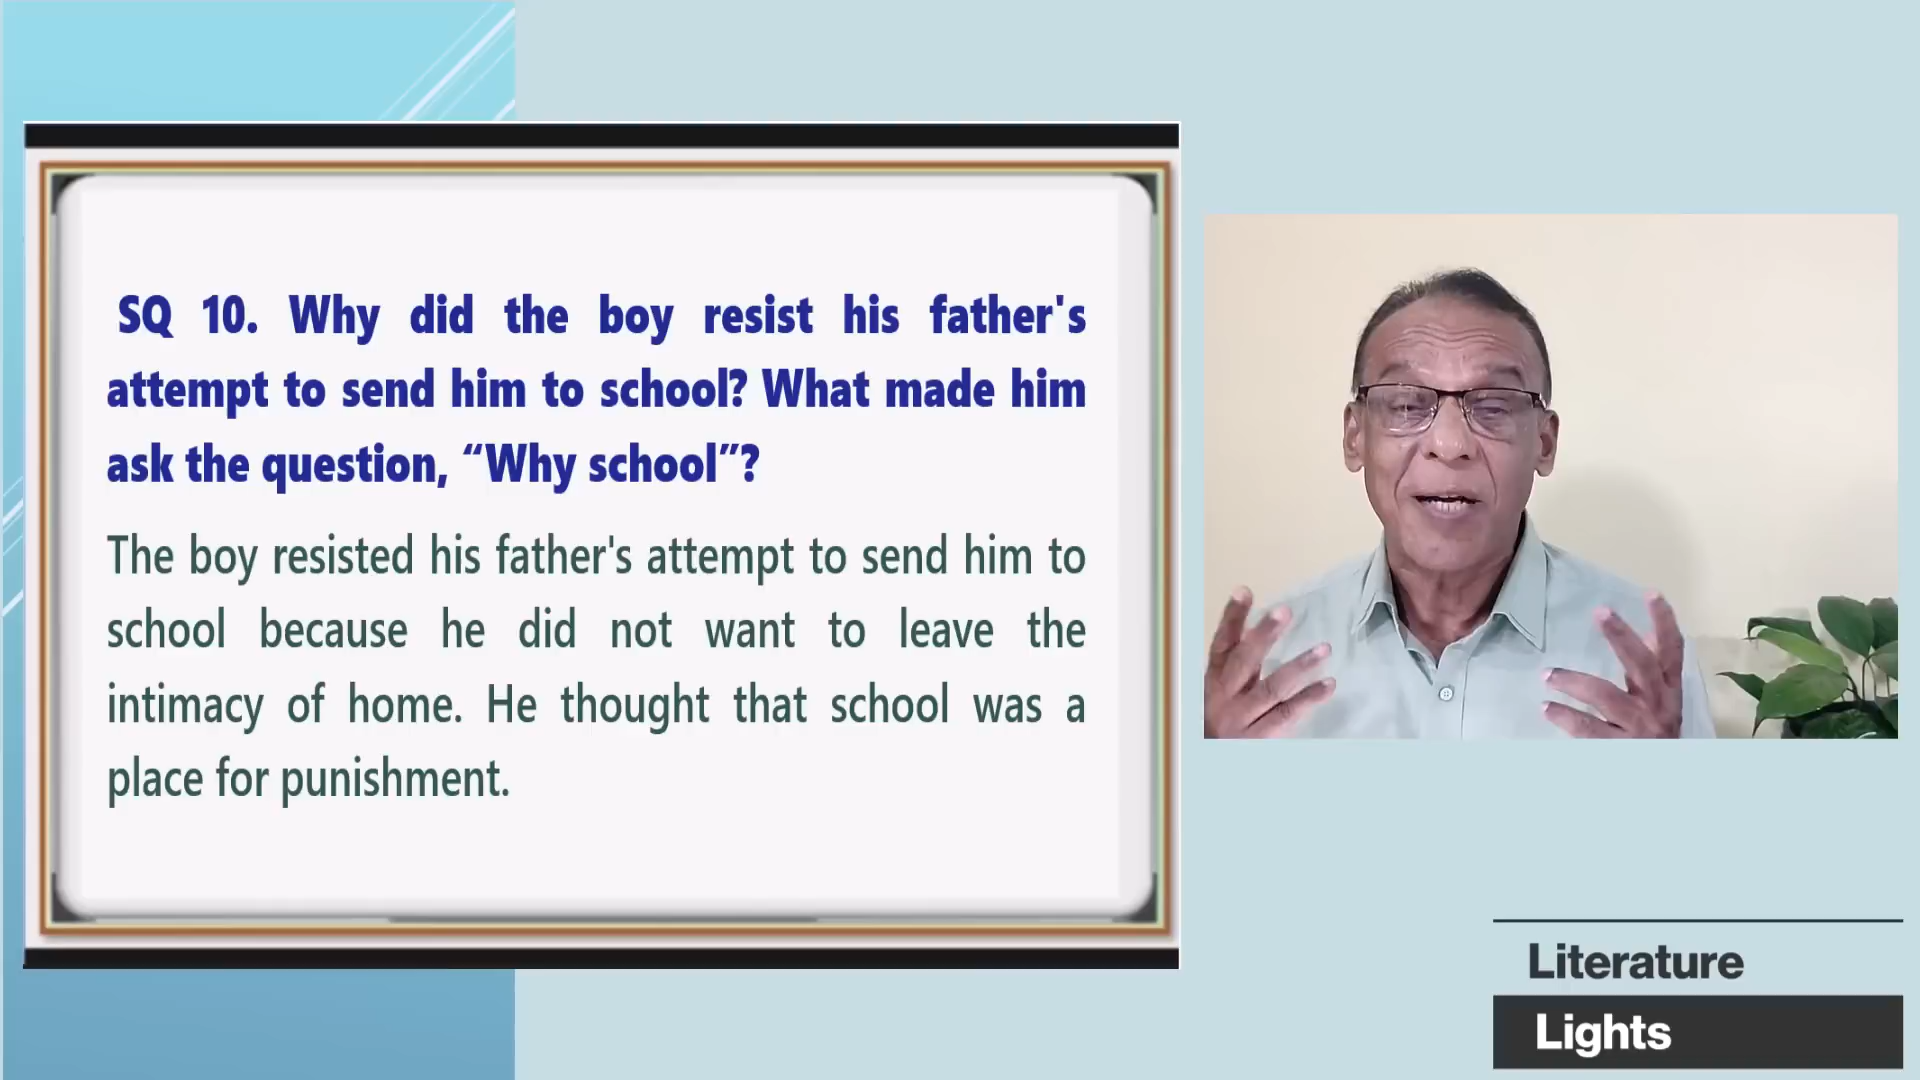 SQ 10. Why did the boy resist his father's
attempt to send him to school? What made him
ask the question, “Why school”?
The boy resisted his father's attempt to send him to
school because he did not want to leave the
intimacy of home. He thought that school was a
place for punishment.
Literature
Lights